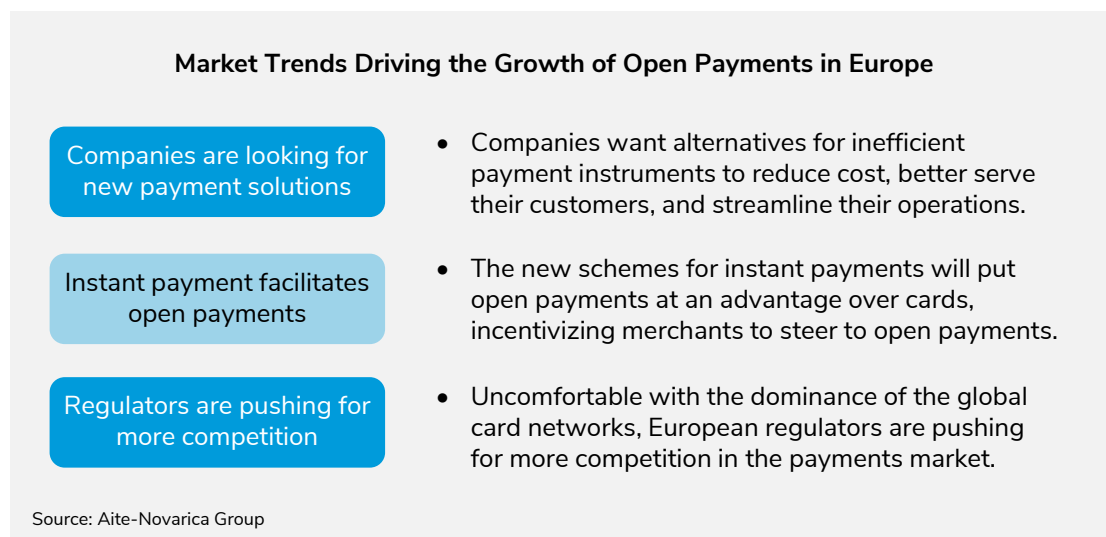 Market Trends Driving the Growth of Open Payments in Europe
Companies are looking for
new payment solutions
• Companies want alternatives for inefficient
payment instruments to reduce cost, better serve
their customers, and streamline their operations.
Instant payment facilitates
open payments
• The new schemes for instant payments will put
open payments at an advantage over cards,
incentivizing merchants to steer to open payments.
Regulators are pushing for
more competition
• Uncomfortable with the dominance of the global
card networks, European regulators are pushing
for more competition in the payments market.
Source: Aite-Novarica Group